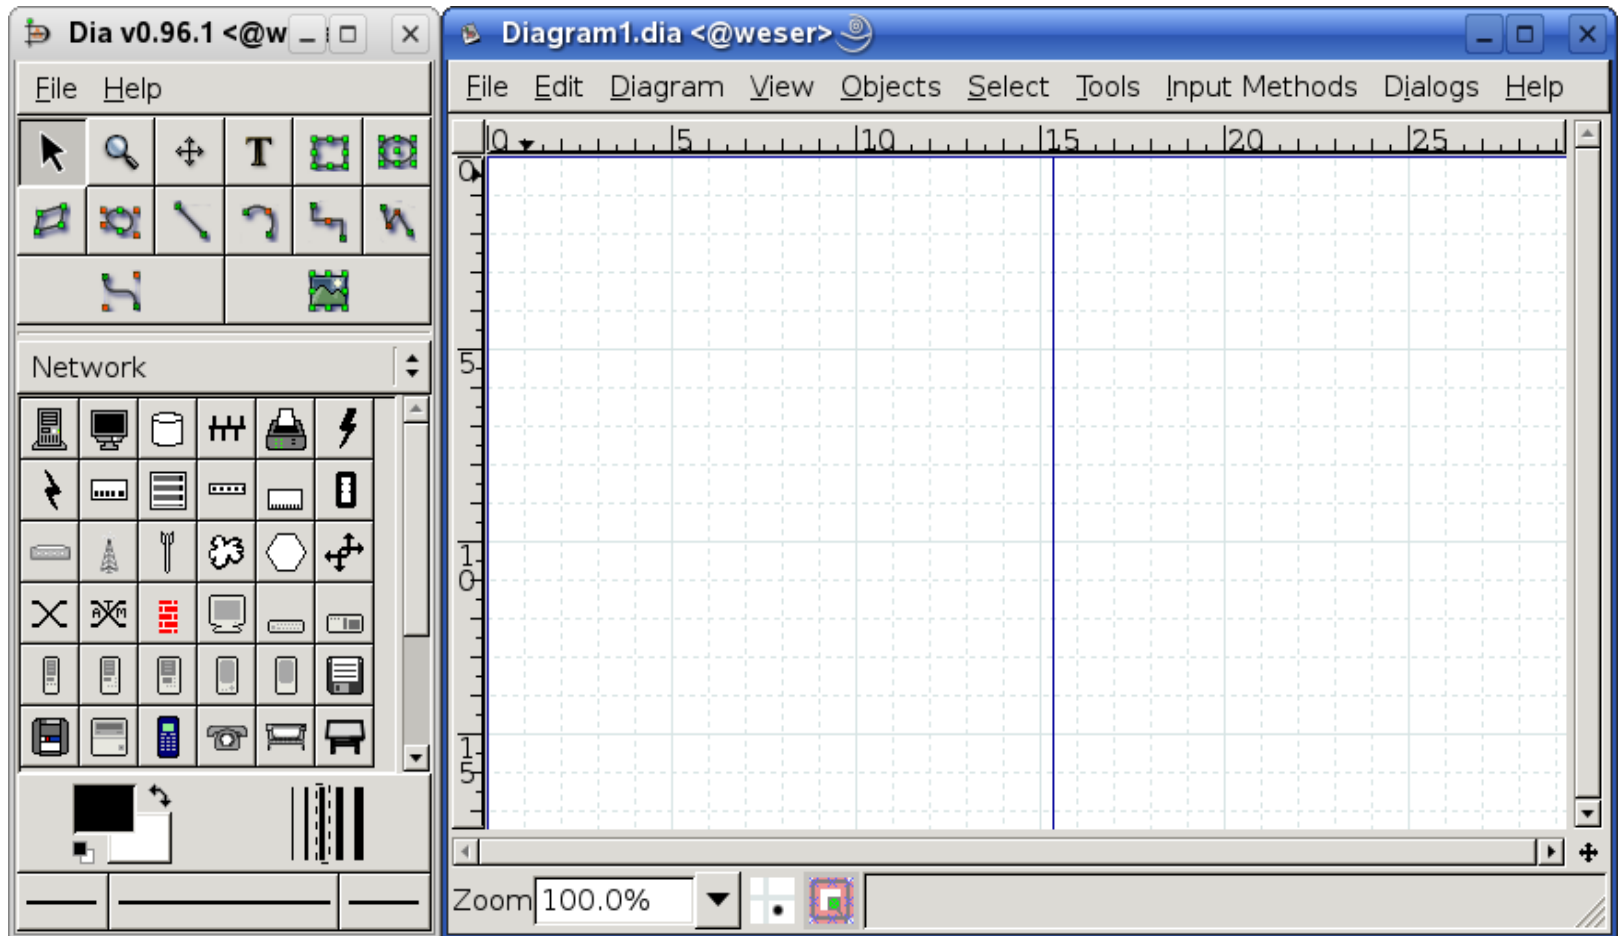 Dia v0.96.1 <@w
File Help
T
Network
ATM
Diagram1.dia <@weser>
File Edit Diagram View Objects Select Tools Input Methods Dialogs Help
0 5 10 15 20 25
0
5
10
15
Zoom 100.0%